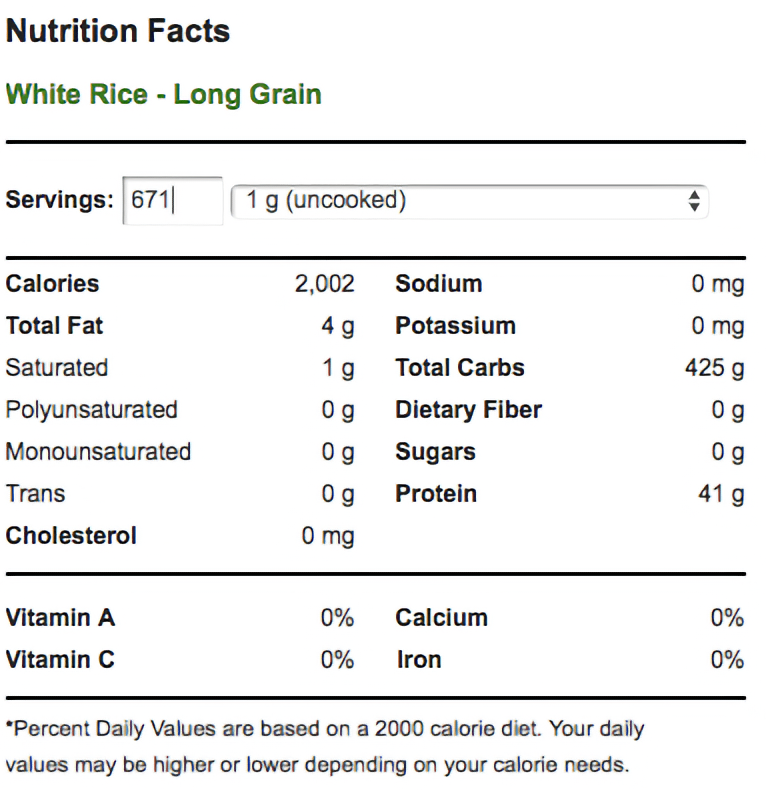 Nutrition Facts
White Rice - Long Grain
Servings: 671 1 g (uncooked)
Calories 2,002 Sodium 0 mg
Total Fat 4 g Potassium 0 mg
Saturated 1 g Total Carbs 425 g
Polyunsaturated 0 g Dietary Fiber 0 g
Monounsaturated 0 g Sugars 0 g
Trans 0 g Protein 41 g
Cholesterol 0 mg
Vitamin A 0% Calcium 0%
Vitamin C 0% Iron 0%
*Percent Daily Values are based on a 2000 calorie diet. Your daily
values may be higher or lower depending on your calorie needs.